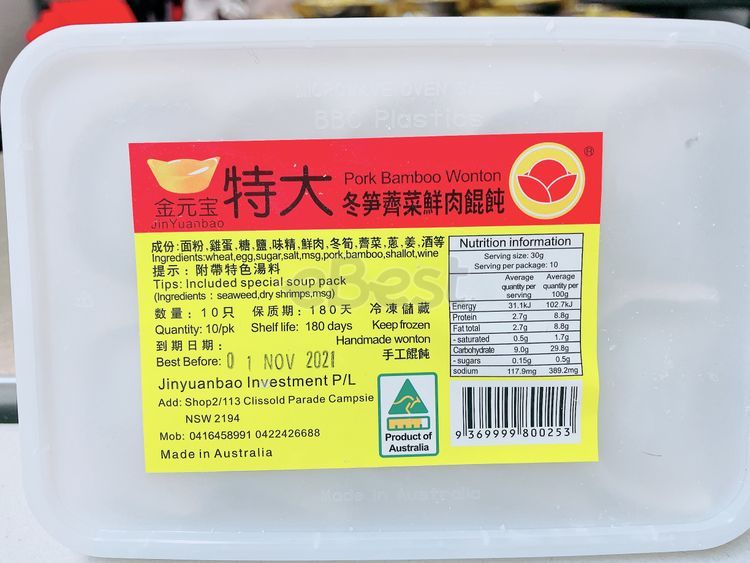 MICROWAVE OVEN SAFE
BBC Plastics
金元宝
JinYuanbao
特大
Pork Bamboo Wonton
冬笋薺菜鮮肉餛飩
®
成份:面粉,雞蛋,糖,鹽,味精,鮮肉,冬筍,薺菜,蔥,姜,酒等
Ingredients:wheat,egg,sugar,salt,msg,pork,bamboo,shallot,wine
提示:附帶特色湯料
Tips: Included special soup pack
(Ingredients : seaweed,dry shrimps,msg)
數量:10只 保质期:180天 冷凍儲藏
Quantity: 10/pk Shelf life: 180 days Keep frozen
到期日期: Handmade wonton
Best Before: 0 1 NOV 2021 手工餛飩
Jinyuanbao Investment P/L
Add: Shop2/113 Clissold Parade Campsie
NSW 2194
Mob: 0416458991 0422426688
Made in Australia
Product of
Australia
Nutrition information
Serving size: 30g
Serving per package: 10
Average quantity per serving Average quantity per 100g
Energy 31.1kJ 102.7kJ
Protein 2.7g 8.8g
Fat total 2.7g 8.8g
- saturated 0.5g 1.7g
Carbohydrate 9.0g 29.8g
- sugars 0.15g 0.5g
sodium 117.9mg 389.2mg
9 369999 800253
eBest
Made in Australia